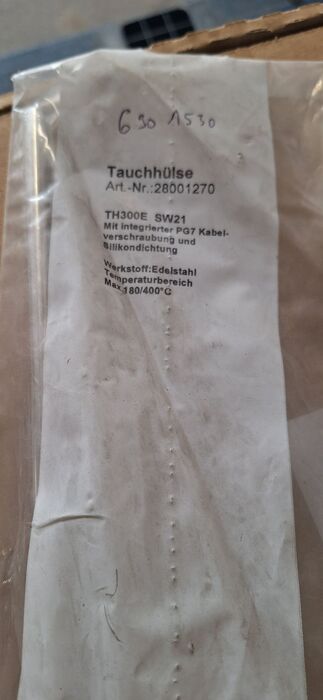 630 1530
Tauchhülse
Art.-Nr.:28001270
TH300E SW21
Mit integrierter PG7 Kabel-
verschraubung und
Silikondichtung
Werkstoff:Edelstahl
Temperaturbereich
Max.180/400°C